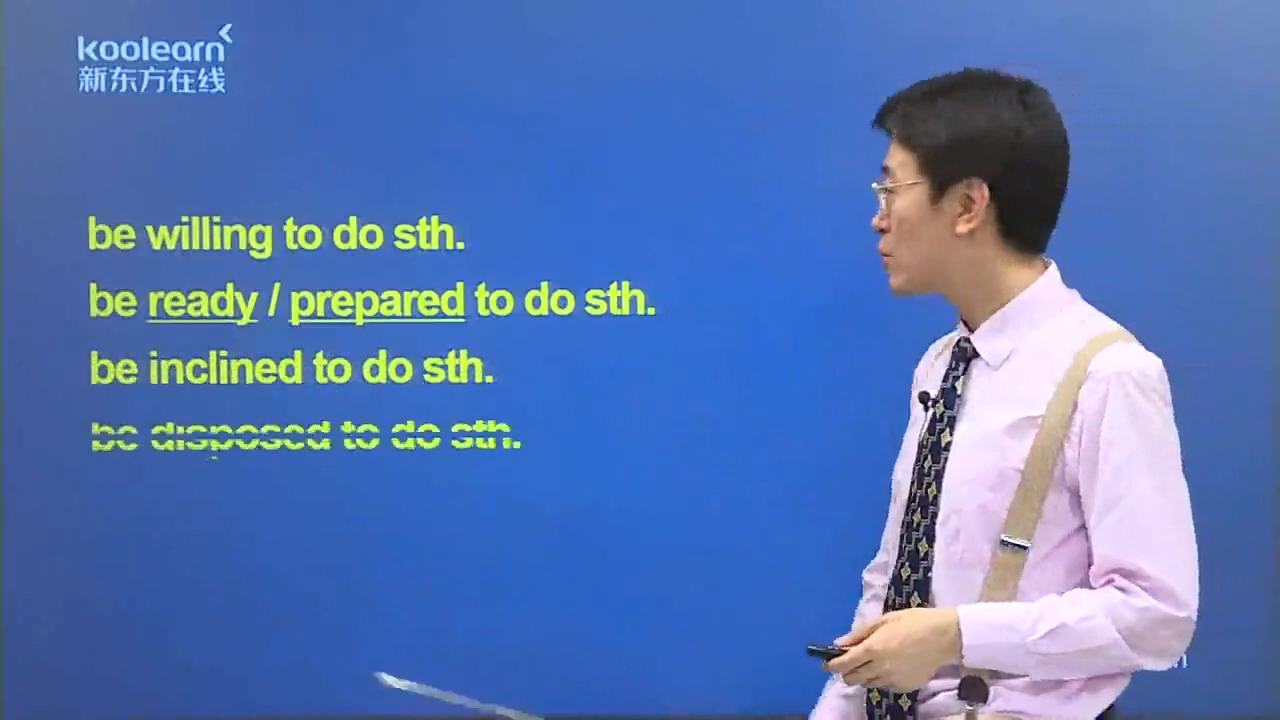 koolearn
新东方在线
be willing to do sth.
be ready / prepared to do sth.
be inclined to do sth.
be disposed to do sth.